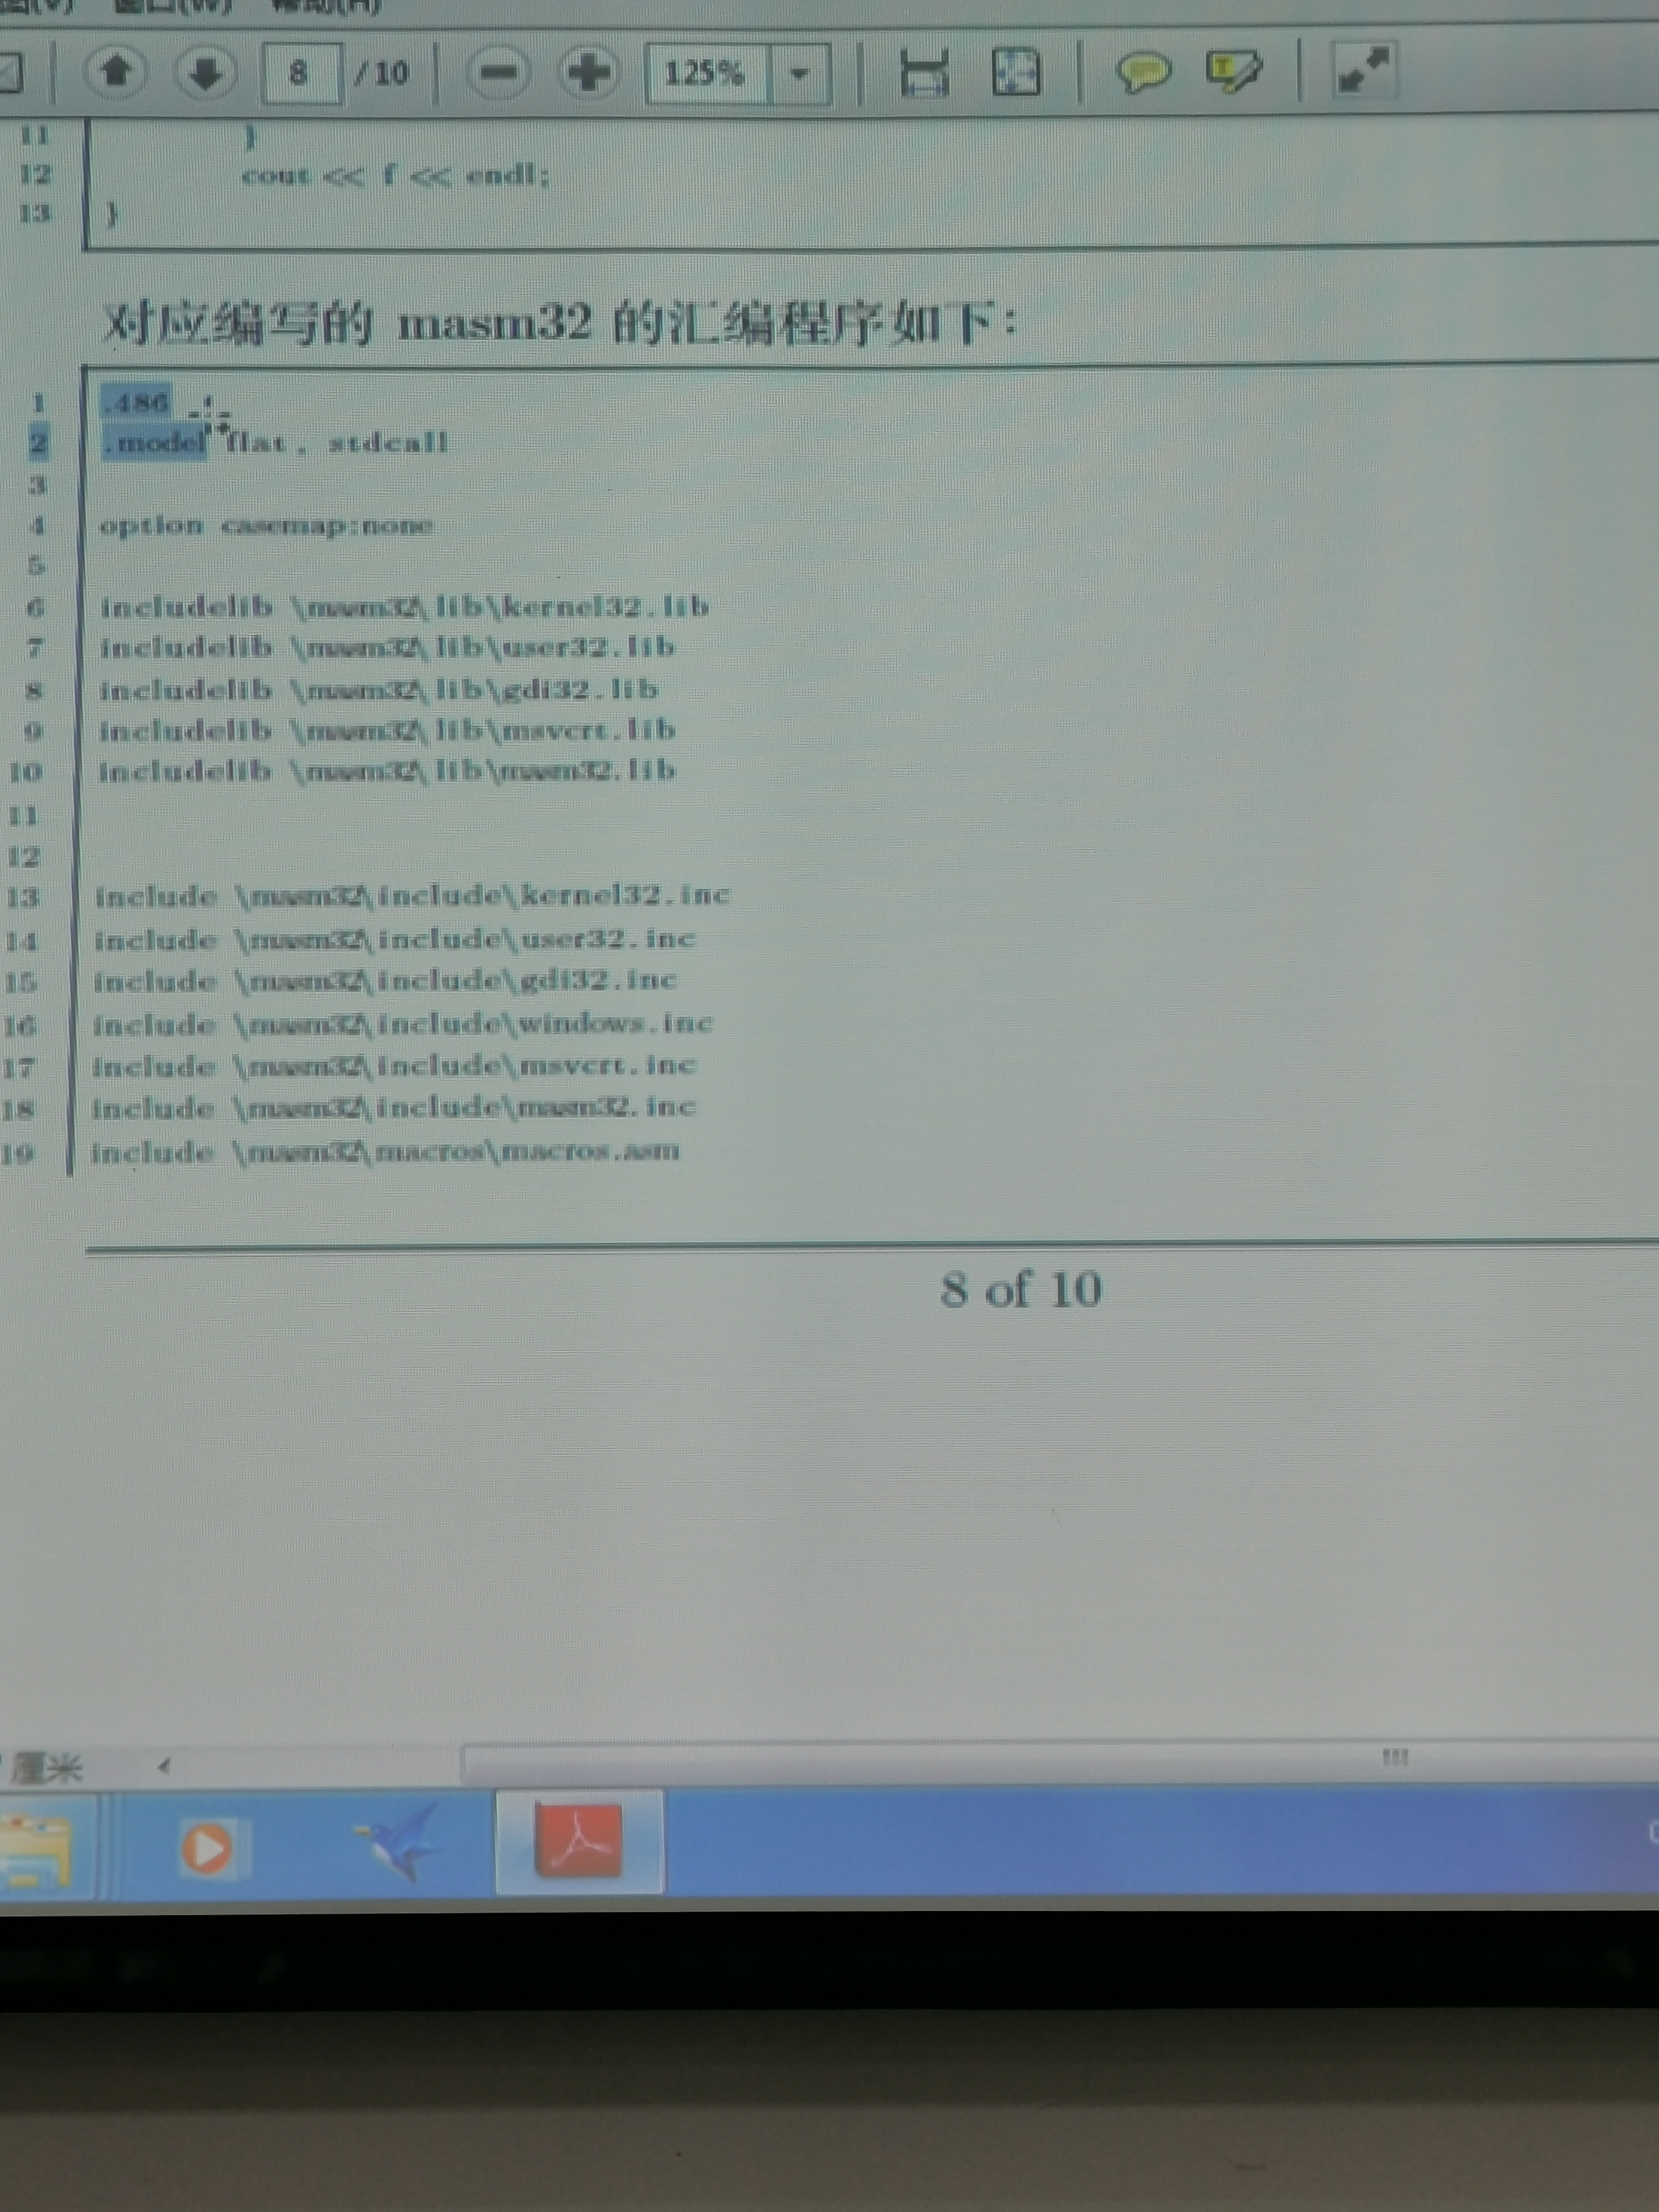 窗口(W) 帮助(H)
8 / 10 125%
11 }
12 cout << f << endl;
13 }
对应编写的 masm32 的汇编程序如下：
1 .486
2 .model flat, stdcall
3
4 option casemap:none
5
6 includelib \masm32\lib\kernel32.lib
7 includelib \masm32\lib\user32.lib
8 includelib \masm32\lib\gdi32.lib
9 includelib \masm32\lib\msvcrt.lib
10 includelib \masm32\lib\masm32.lib
11
12
13 include \masm32\include\kernel32.inc
14 include \masm32\include\user32.inc
15 include \masm32\include\gdi32.inc
16 include \masm32\include\windows.inc
17 include \masm32\include\msvcrt.inc
18 include \masm32\include\masm32.inc
19 include \masm32\macros\macros.asm
8 of 10
厘米